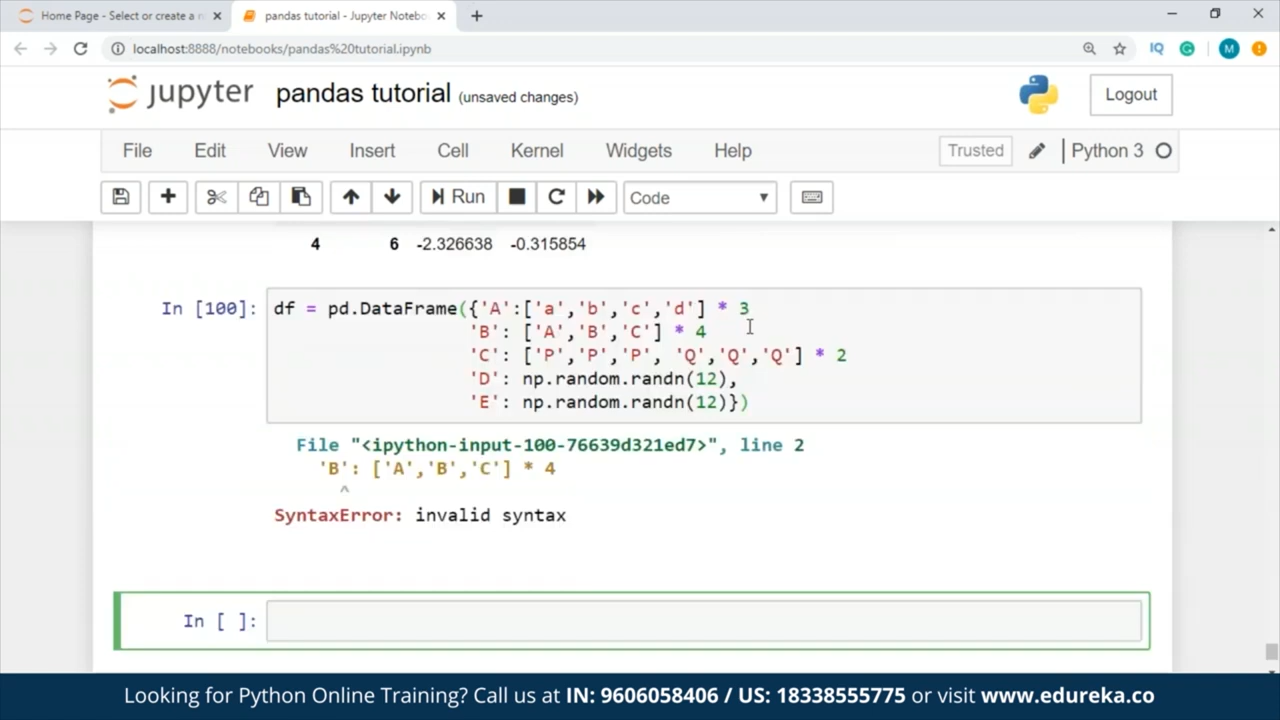 Home Page - Select or create a n
pandas tutorial - Jupyter Notebo
localhost:8888/notebooks/pandas%20tutorial.ipynb
IQ
M
jupyter pandas tutorial (unsaved changes)
Logout
File Edit View Insert Cell Kernel Widgets Help
Trusted
Python 3
Run
Code
4 6 -2.326638 -0.315854
In [100]: df = pd.DataFrame({'A':['a','b','c','d'] * 3
'B': ['A','B','C'] * 4
'C': ['P','P','P', 'Q','Q','Q'] * 2
'D': np.random.randn(12),
'E': np.random.randn(12)})
File "<ipython-input-100-76639d321ed7>", line 2
'B': ['A','B','C'] * 4
^
SyntaxError: invalid syntax
In [ ]:
Looking for Python Online Training? Call us at IN: 9606058406 / US: 18338555775 or visit www.edureka.co